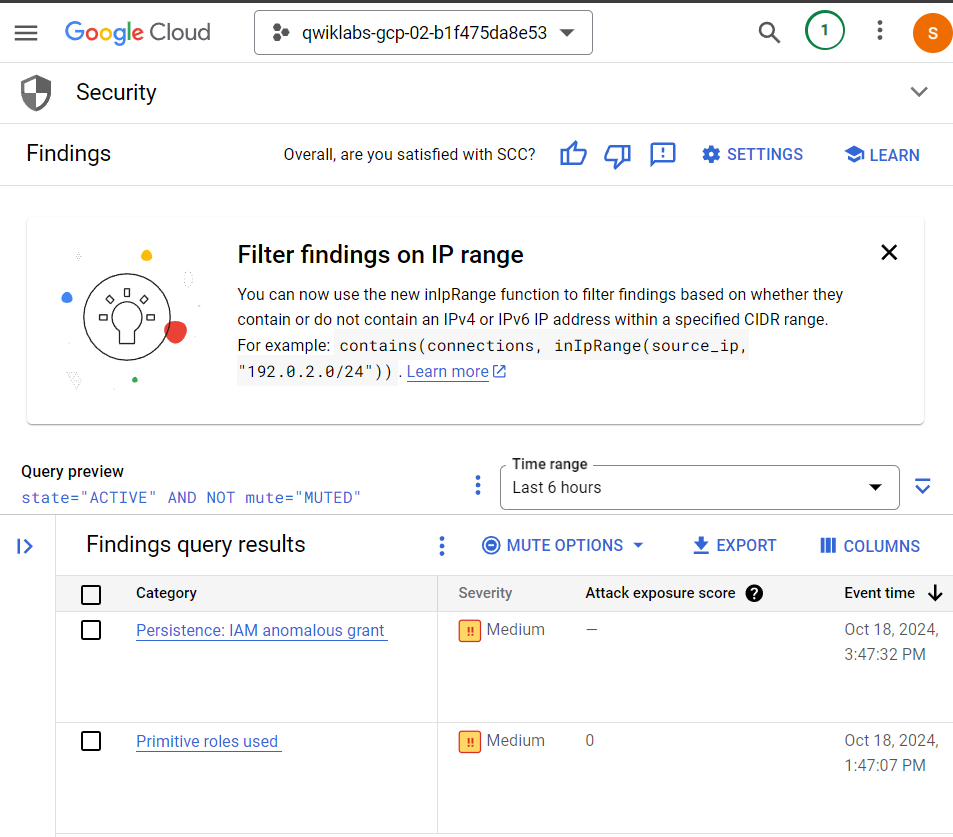 Google Cloud
qwiklabs-gcp-02-b1f475da8e53
1
S
Security
Findings
Overall, are you satisfied with SCC?
SETTINGS
LEARN
Filter findings on IP range
You can now use the new inIpRange function to filter findings based on whether they
contain or do not contain an IPv4 or IPv6 IP address within a specified CIDR range.
For example: contains(connections, inIpRange(source_ip,
"192.0.2.0/24")) . Learn more
Query preview
state="ACTIVE" AND NOT mute="MUTED"
Time range
Last 6 hours
Findings query results
MUTE OPTIONS
EXPORT
COLUMNS
Category Severity Attack exposure score ? Event time
Persistence: IAM anomalous grant !! Medium — Oct 18, 2024,
3:47:32 PM
Primitive roles used !! Medium 0 Oct 18, 2024,
1:47:07 PM